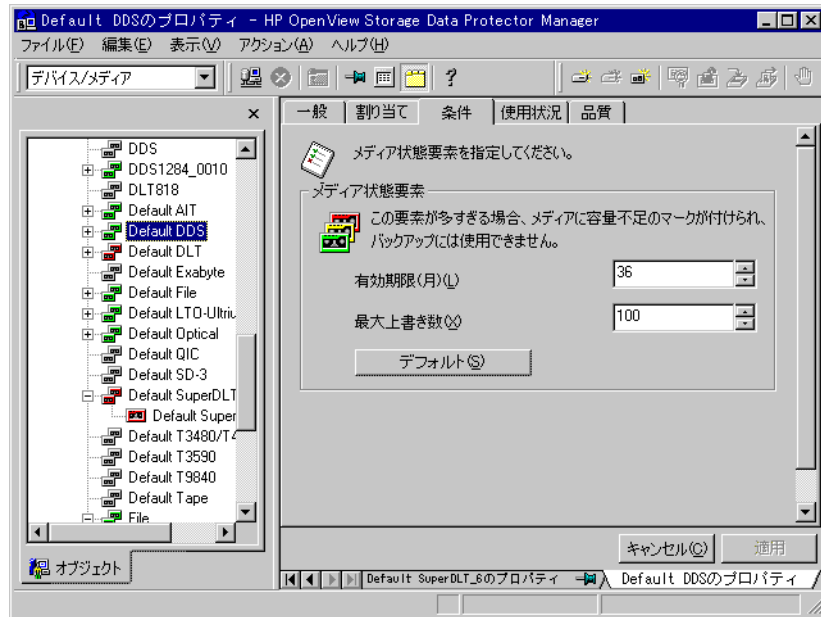 Default DDSのプロパティ - HP OpenView Storage Data Protector Manager
ファイル(F) 編集(E) 表示(V) アクション(A) ヘルプ(H)
デバイス/メディア
DDS
DDS1284_0010
DLT818
Default AIT
Default DDS
Default DLT
Default Exabyte
Default File
Default LTO-Ultriu
Default Optical
Default QIC
Default SD-3
Default SuperDLT
Default Super
Default T3480/T4
Default T3590
Default T9840
Default Tape
File
オブジェクト
一般 割り当て 条件 使用状況 品質
メディア状態要素を指定してください。
メディア状態要素
この要素が多すぎる場合、メディアに容量不足のマークが付けられ、
バックアップには使用できません。
有効期限(月)(L) 36
最大上書き数(X) 100
デフォルト(S)
キャンセル(C) 適用
Default SuperDLT_6のプロパティ Default DDSのプロパティ